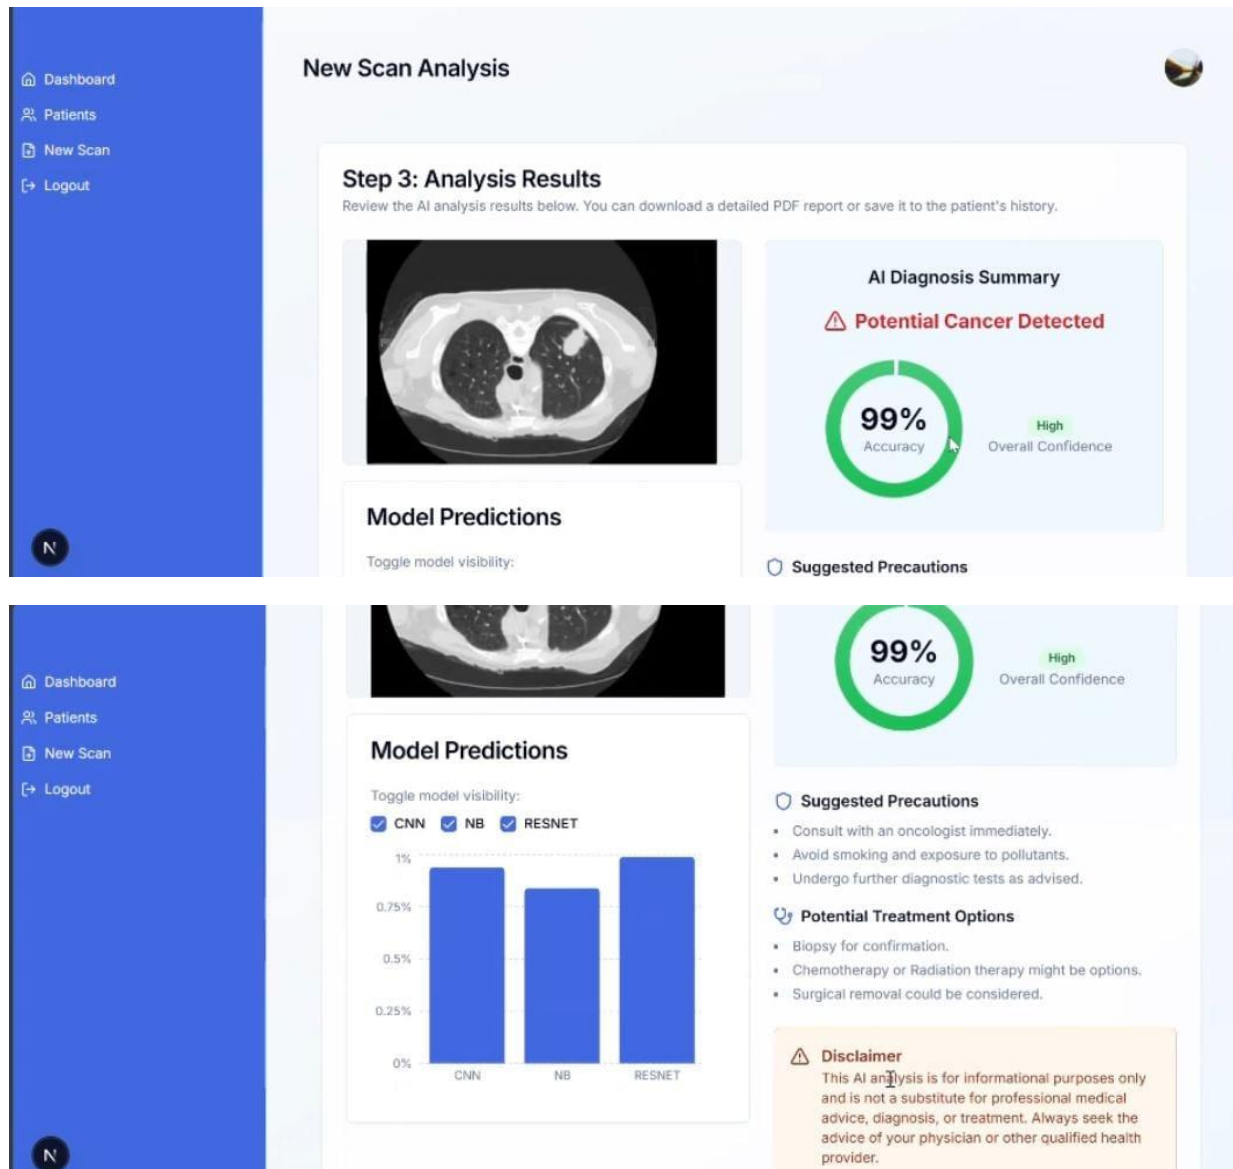 Dashboard
Patients
New Scan
Logout
N
New Scan Analysis
Step 3: Analysis Results
Review the AI analysis results below. You can download a detailed PDF report or save it to the patient's history.
AI Diagnosis Summary
Potential Cancer Detected
99%
Accuracy
High
Overall Confidence
Model Predictions
Toggle model visibility:
Suggested Precautions
Dashboard
Patients
New Scan
Logout
N
Model Predictions
Toggle model visibility:
CNN NB RESNET
1%
0.75%
0.5%
0.25%
0%
CNN NB RESNET
99%
Accuracy
High
Overall Confidence
Suggested Precautions
• Consult with an oncologist immediately.
• Avoid smoking and exposure to pollutants.
• Undergo further diagnostic tests as advised.
Potential Treatment Options
• Biopsy for confirmation.
• Chemotherapy or Radiation therapy might be options.
• Surgical removal could be considered.
Disclaimer
This AI analysis is for informational purposes only
and is not a substitute for professional medical
advice, diagnosis, or treatment. Always seek the
advice of your physician or other qualified health
provider.